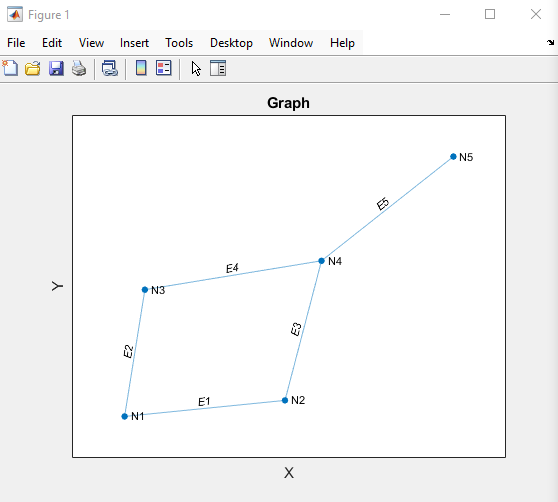 Figure 1
File Edit View Insert Tools Desktop Window Help
Graph
N5
E5
N4
E4
N3
Y
E3
E2
E1
N2
N1
X